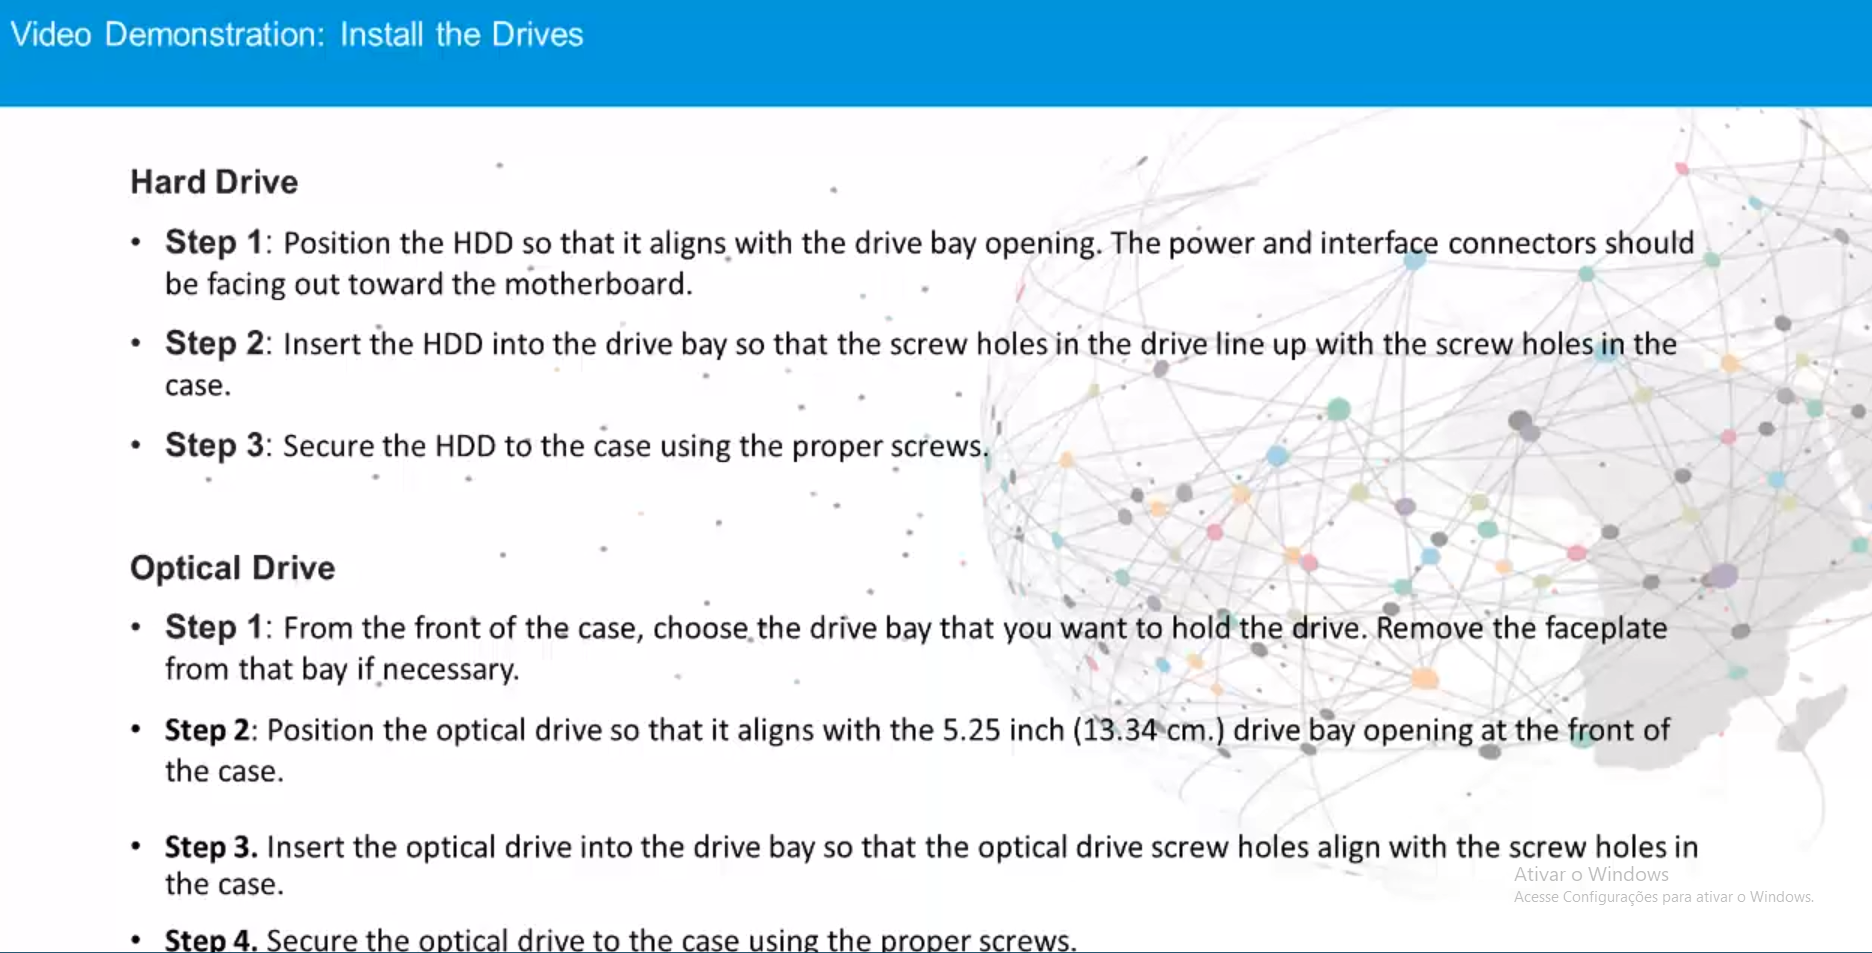 Video Demonstration: Install the Drives
Hard Drive
• Step 1: Position the HDD so that it aligns with the drive bay opening. The power and interface connectors should
be facing out toward the motherboard.
• Step 2: Insert the HDD into the drive bay so that the screw holes in the drive line up with the screw holes in the
case.
• Step 3: Secure the HDD to the case using the proper screws.
Optical Drive
• Step 1: From the front of the case, choose the drive bay that you want to hold the drive. Remove the faceplate
from that bay if necessary.
• Step 2: Position the optical drive so that it aligns with the 5.25 inch (13.34 cm.) drive bay opening at the front of
the case.
• Step 3. Insert the optical drive into the drive bay so that the optical drive screw holes align with the screw holes in
the case.
Ativar o Windows
Acesse Configurações para ativar o Windows.
• Step 4. Secure the optical drive to the case using the proper screws.